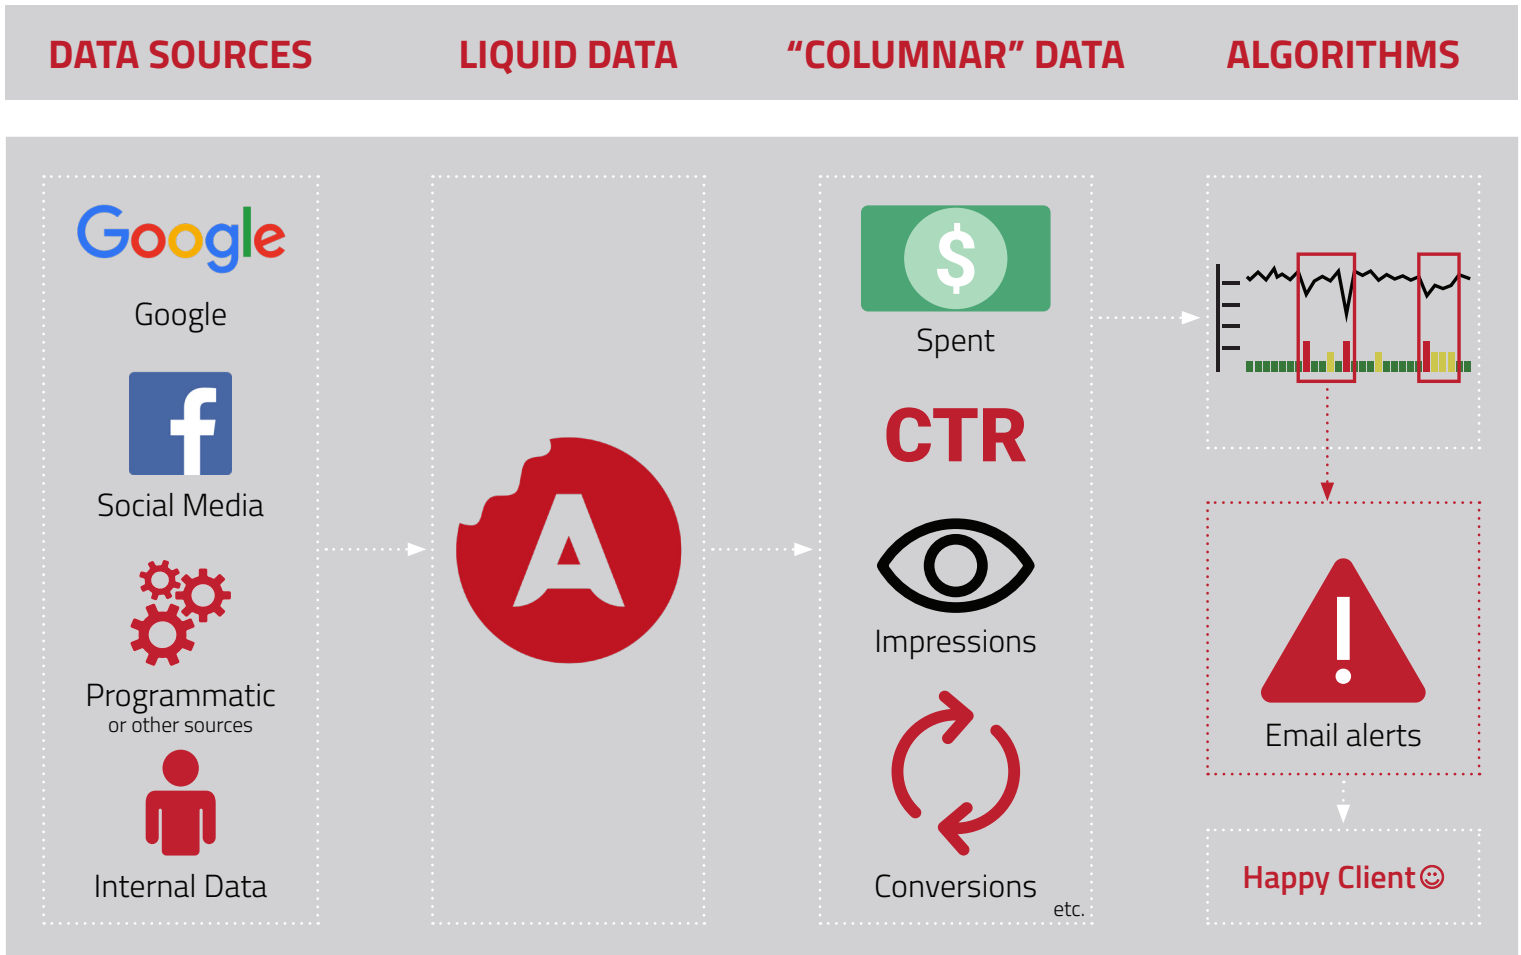 DATA SOURCES
LIQUID DATA
“COLUMNAR” DATA
ALGORITHMS
Google
Google
f
Social Media
Programmatic
or other sources
Internal Data
A
$
Spent
CTR
Impressions
Conversions
etc.
!
Email alerts
Happy Client☺